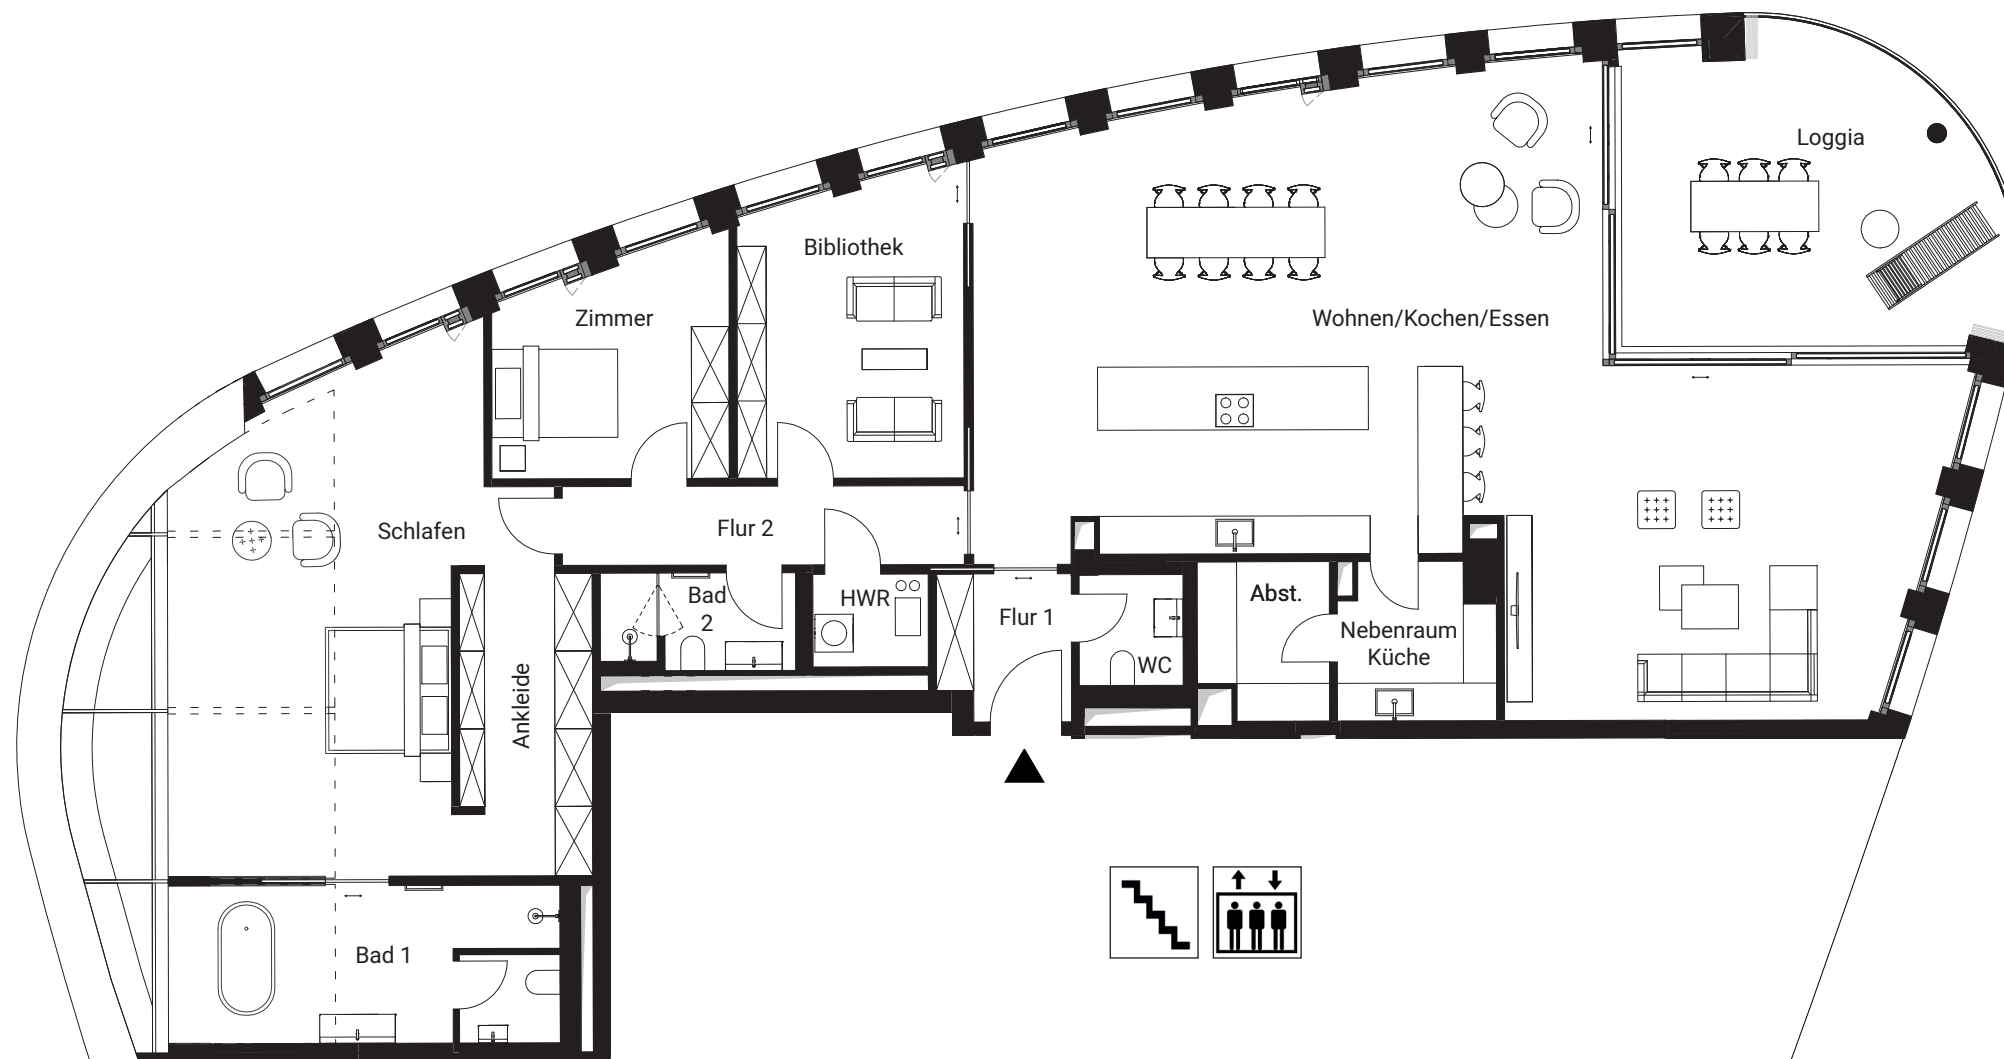 Loggia
Bibliothek
Zimmer
Wohnen/Kochen/Essen
Schlafen
Flur 2
Bad
2
HWR
Flur 1
Abst.
Nebenraum
Küche
WC
Ankleide
Bad 1